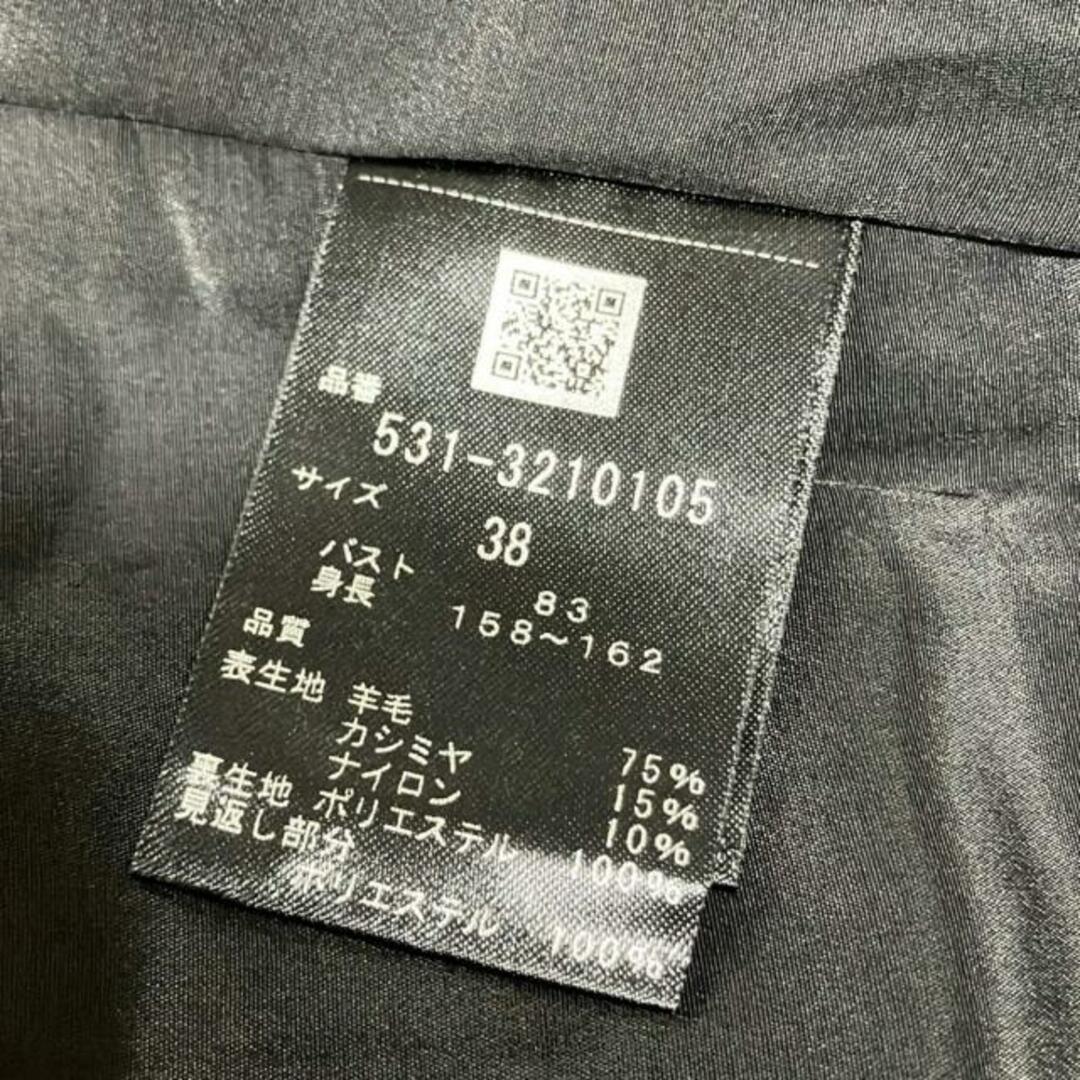 品番
531-3210105
サイズ 38
バスト 83
身長 158～162
品質
表生地 羊毛 75%
カシミヤ 15%
ナイロン 10%
裏生地 ポリエステル 100%
見返し部分
ポリエステル 100%